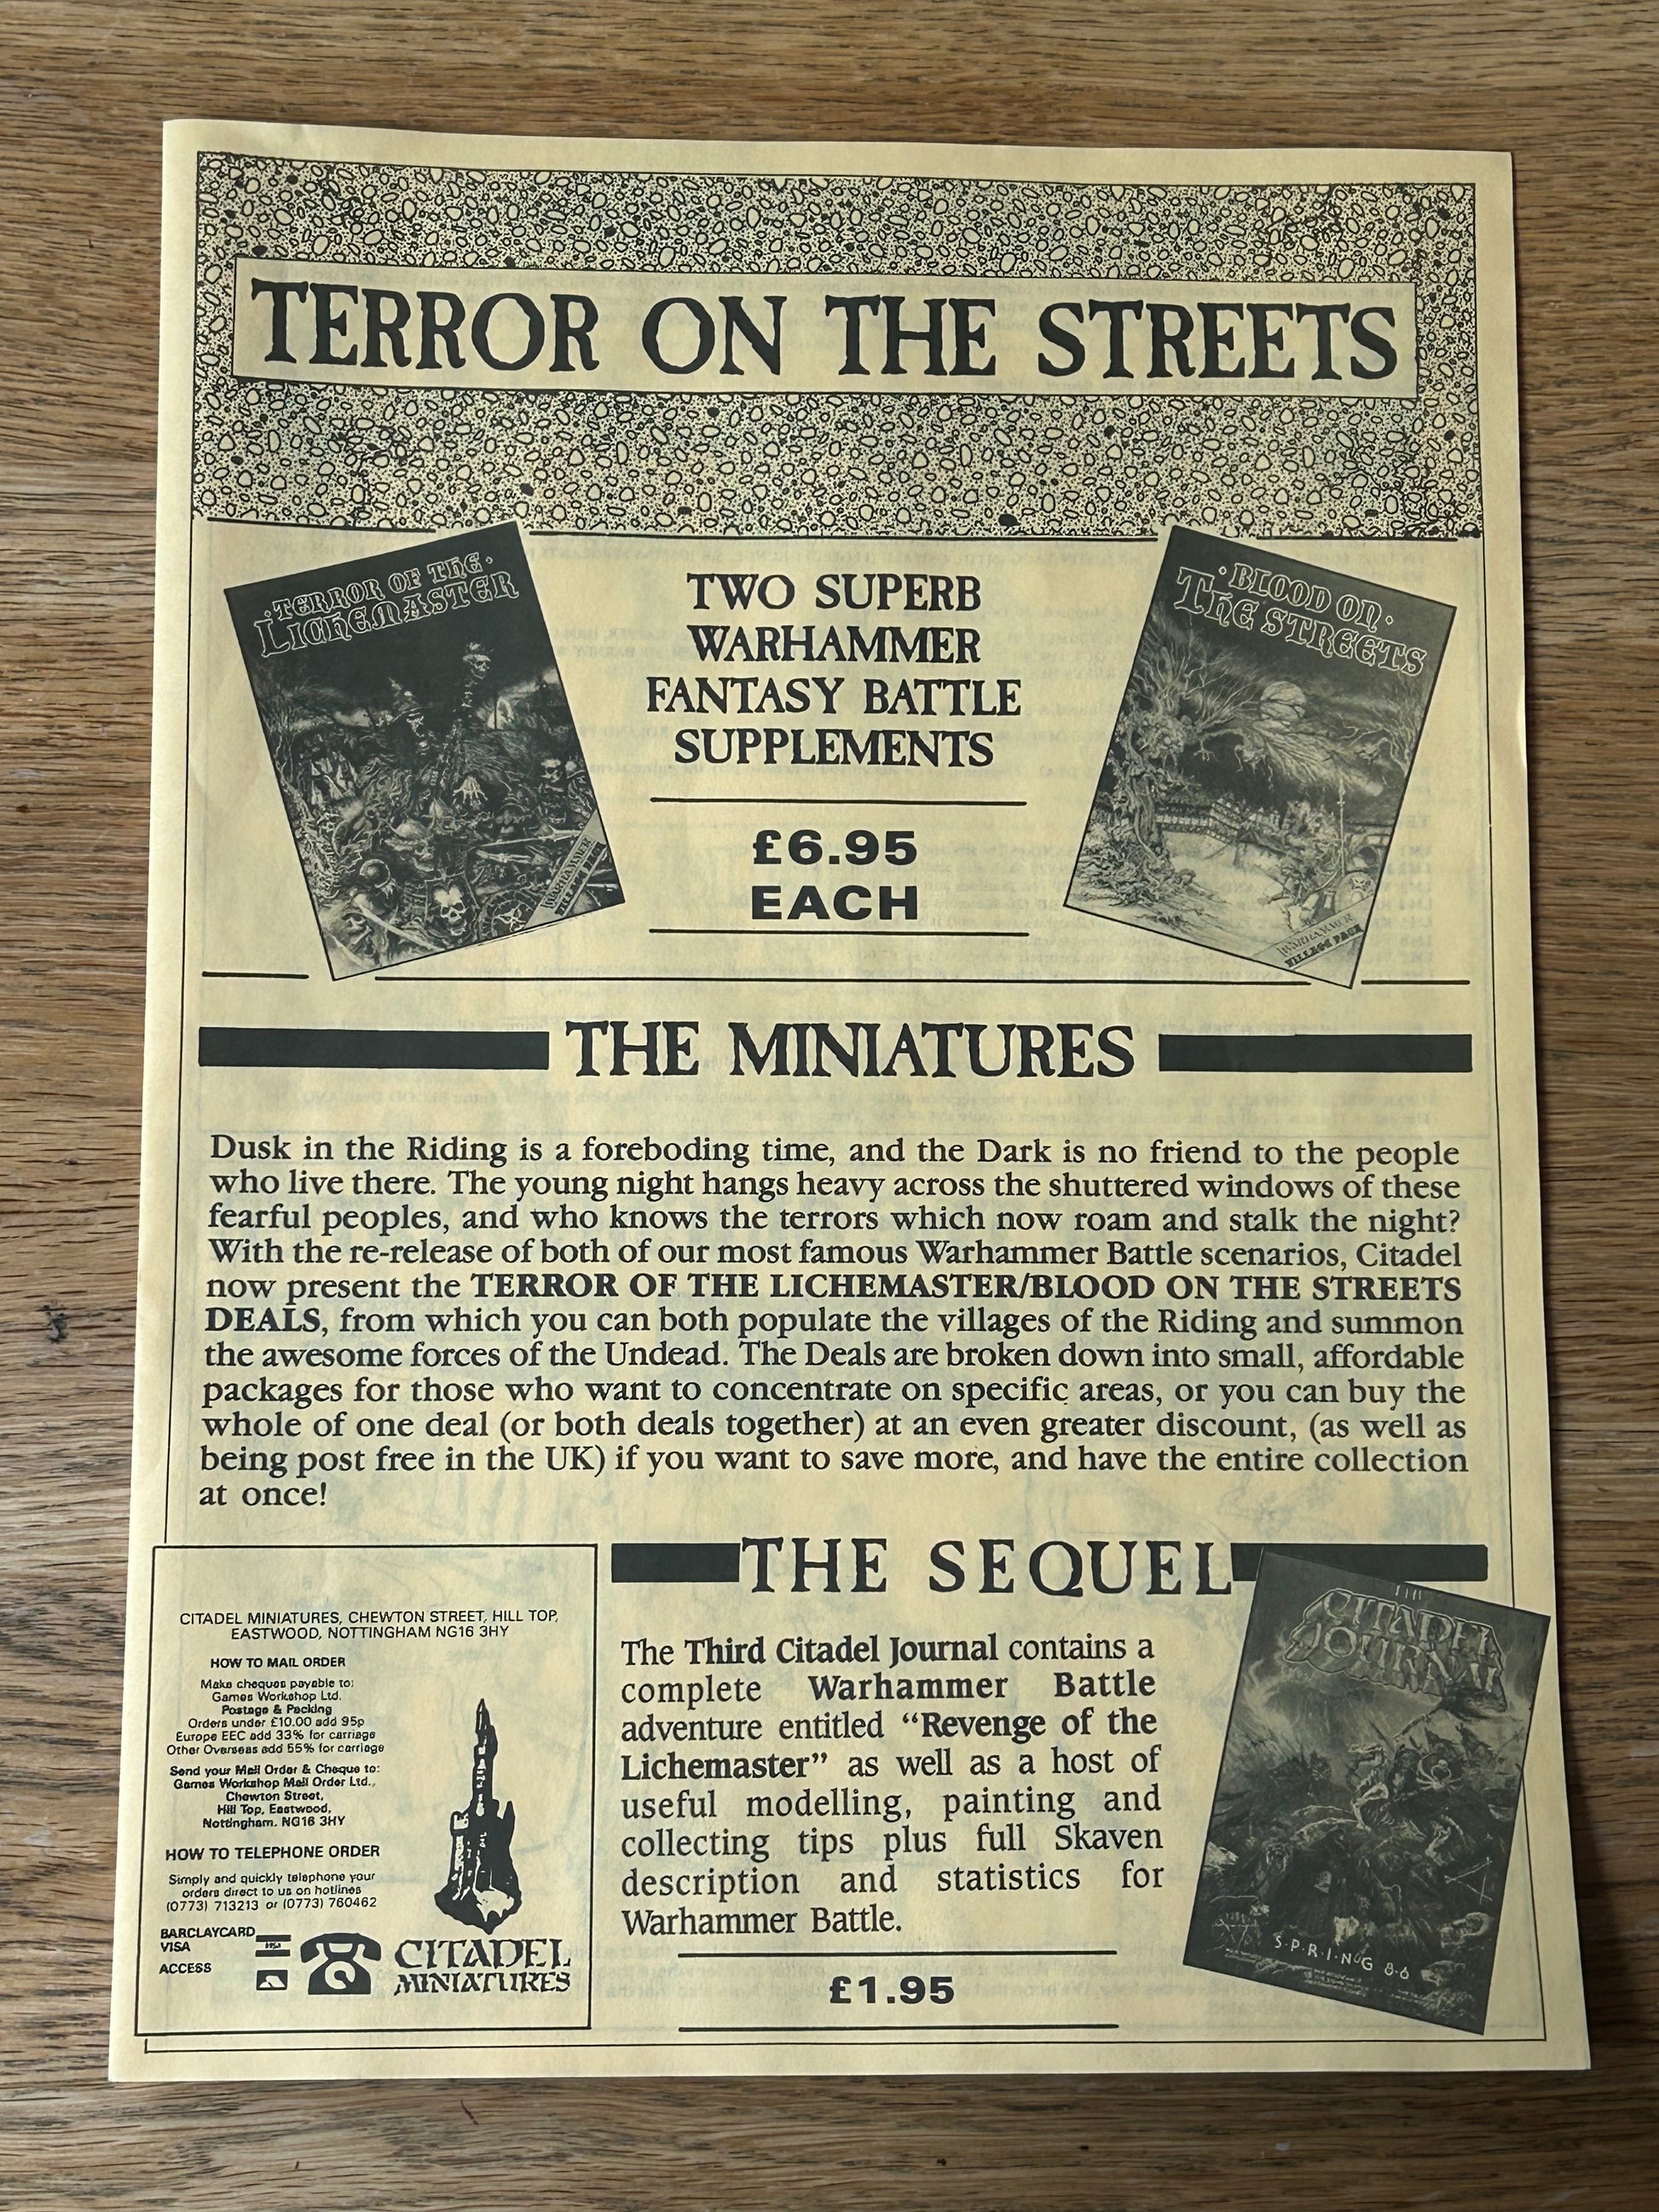 TERROR ON THE STREETS
·TERROR OF THE·
LICHEMASTER
WARHAMMER
TWO SUPERB
WARHAMMER
FANTASY BATTLE
SUPPLEMENTS
£6.95
EACH
·BLOOD ON·
THE STREETS
WARHAMMER
VILLAGE PACK
THE MINIATURES
Dusk in the Riding is a foreboding time, and the Dark is no friend to the people
who live there. The young night hangs heavy across the shuttered windows of these
fearful peoples, and who knows the terrors which now roam and stalk the night?
With the re-release of both of our most famous Warhammer Battle scenarios, Citadel
now present the TERROR OF THE LICHEMASTER/BLOOD ON THE STREETS
DEALS, from which you can both populate the villages of the Riding and summon
the awesome forces of the Undead. The Deals are broken down into small, affordable
packages for those who want to concentrate on specific areas, or you can buy the
whole of one deal (or both deals together) at an even greater discount, (as well as
being post free in the UK) if you want to save more, and have the entire collection
at once!
CITADEL MINIATURES, CHEWTON STREET, HILL TOP,
EASTWOOD, NOTTINGHAM NG16 3HY
HOW TO MAIL ORDER
Make cheques payable to:
Games Workshop Ltd.
Postage & Packing
Orders under £10.00 add 95p
Europe EEC add 33% for carriage
Other Overseas add 55% for carriage
Send your Mail Order & Cheque to:
Games Workshop Mail Order Ltd.,
Chewton Street,
Hill Top, Eastwood,
Nottingham. NG16 3HY
HOW TO TELEPHONE ORDER
Simply and quickly telephone your
orders direct to us on hotlines
(0773) 713213 or (0773) 760462
BARCLAYCARD
VISA
ACCESS
CITADEL
MINIATURES
THE SEQUEL
The Third Citadel Journal contains a
complete Warhammer Battle
adventure entitled “Revenge of the
Lichemaster” as well as a host of
useful modelling, painting and
collecting tips plus full Skaven
description and statistics for
Warhammer Battle.
£1.95
THE
CITADEL
JOURNAL
S·P·R·I·N·G 8·6